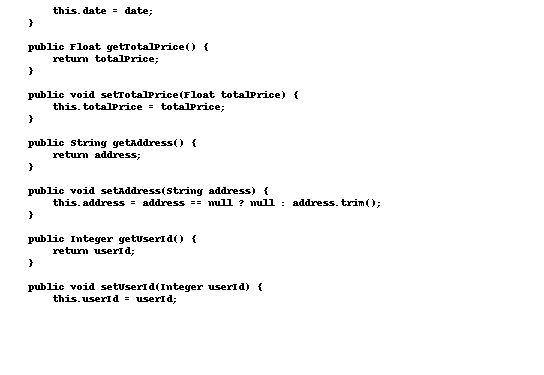 this.date = date;
}
public Float getTotalPrice() {
return totalPrice;
}
public void setTotalPrice(Float totalPrice) {
this.totalPrice = totalPrice;
}
public String getAddress() {
return address;
}
public void setAddress(String address) {
this.address = address == null ? null : address.trim();
}
public Integer getUserId() {
return userId;
}
public void setUserId(Integer userId) {
this.userId = userId;